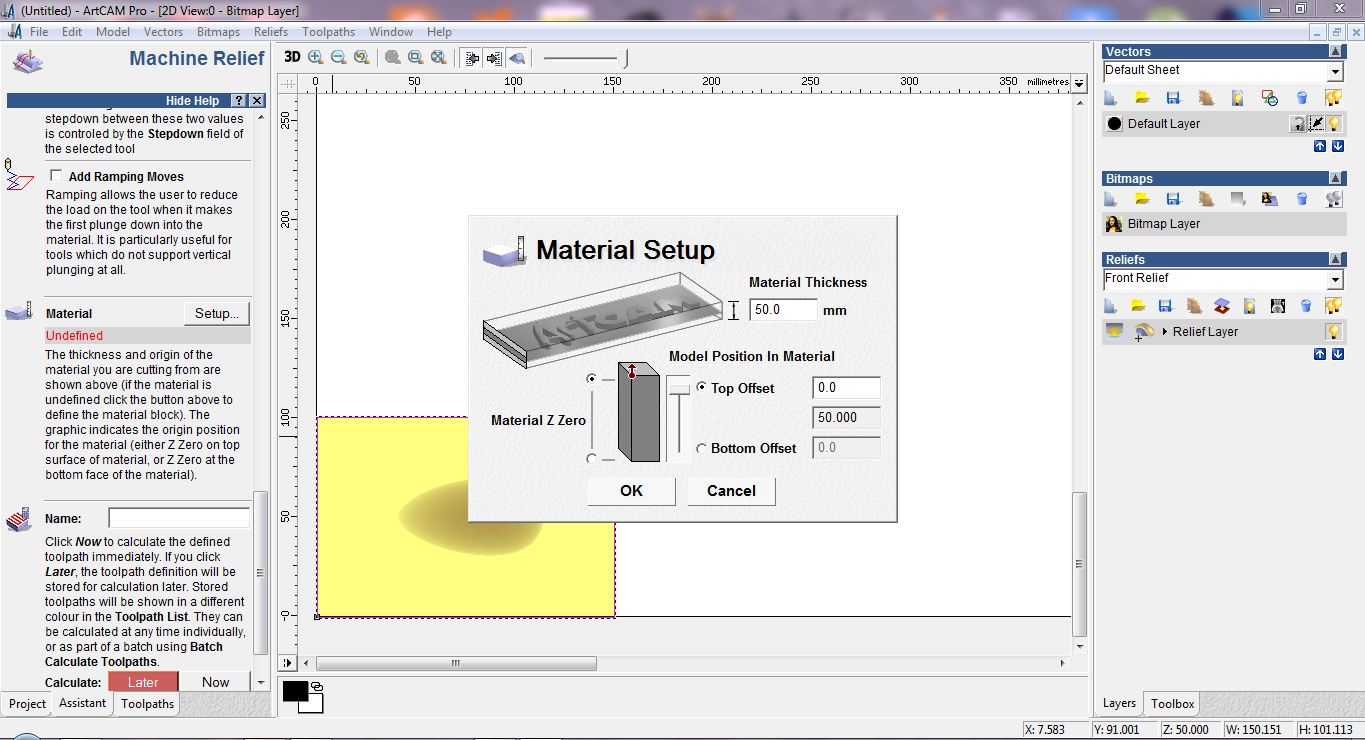 (Untitled) - ArtCAM Pro - [2D View:0 - Bitmap Layer]
File Edit Model Vectors Bitmaps Reliefs Toolpaths Window Help
Machine Relief
Hide Help ?
stepdown between these two values
is controled by the Stepdown field of
the selected tool
Add Ramping Moves
Ramping allows the user to reduce
the load on the tool when it makes
the first plunge down into the
material. It is particularly useful for
tools which do not support vertical
plunging at all.
Material Setup...
Undefined
The thickness and origin of the
material you are cutting from are
shown above (if the material is
undefined click the button above to
define the material block). The
graphic indicates the origin position
for the material (either Z Zero on top
surface of material, or Z Zero at the
bottom face of the material).
Name:
Click Now to calculate the defined
toolpath immediately. If you click
Later, the toolpath definition will be
stored for calculation later. Stored
toolpaths will be shown in a different
colour in the Toolpath List. They can
be calculated at any time individually,
or as part of a batch using Batch
Calculate Toolpaths.
Calculate: Later Now
Project Assistant Toolpaths
3D
0 50 100 150 200 250 300 350 millimetres
250
200
150
100
50
0
Material Setup
ArtCAM
Material Thickness
50.0 mm
Model Position In Material
Top Offset 0.0
Material Z Zero
50.000
Bottom Offset 0.0
OK Cancel
Vectors
Default Sheet
Default Layer
Bitmaps
Bitmap Layer
Reliefs
Front Relief
Relief Layer
Layers Toolbox
X: 7.583 Y: 91.001 Z: 50.000 W: 150.151 H: 101.113